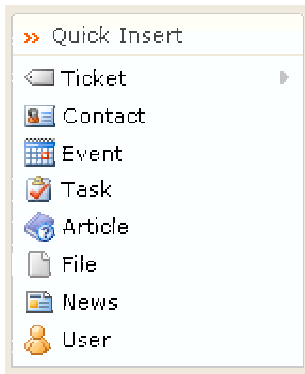 » Quick Insert
Ticket
Contact
Event
Task
Article
File
News
User